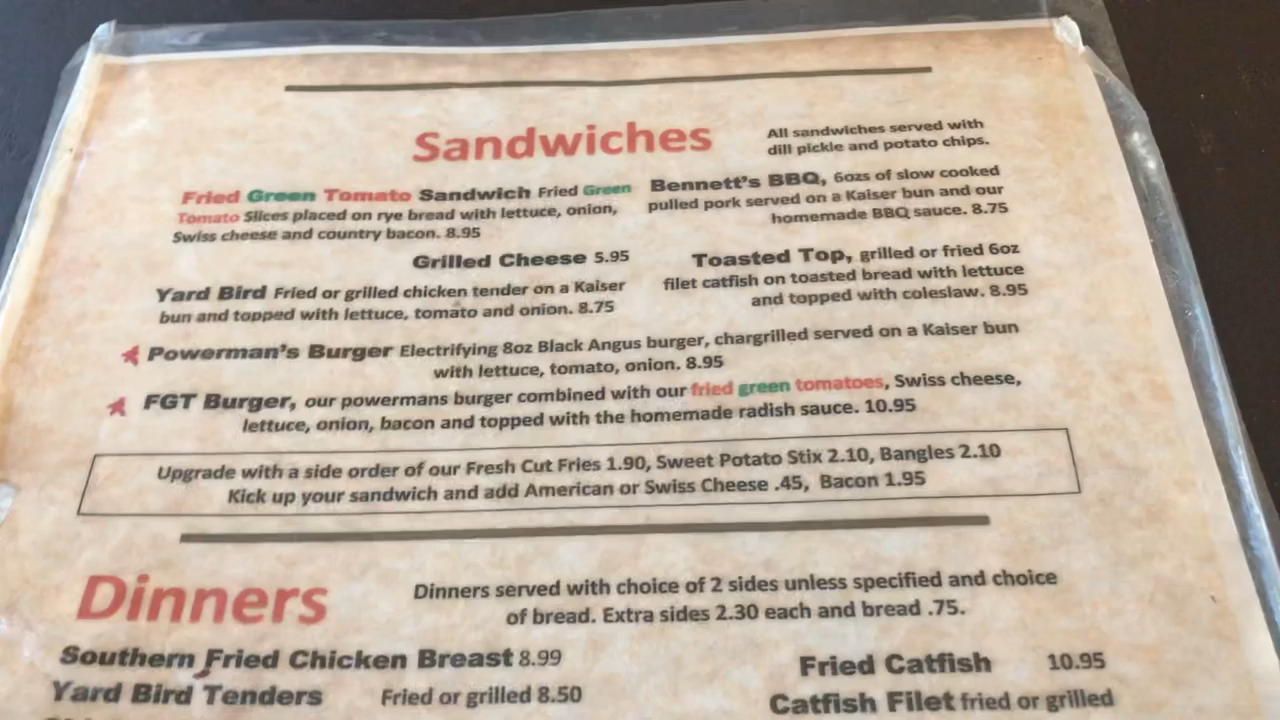 Sandwiches
All sandwiches served with
dill pickle and potato chips.
Fried Green Tomato Sandwich Fried Green
Tomato Slices placed on rye bread with lettuce, onion,
Swiss cheese and country bacon. 8.95
Grilled Cheese 5.95
Yard Bird Fried or grilled chicken tender on a Kaiser
bun and topped with lettuce, tomato and onion. 8.75
Bennett's BBQ, 6ozs of slow cooked
pulled pork served on a Kaiser bun and our
homemade BBQ sauce. 8.75
Toasted Top, grilled or fried 6oz
filet catfish on toasted bread with lettuce
and topped with coleslaw. 8.95
Powerman's Burger Electrifying 8oz Black Angus burger, chargrilled served on a Kaiser bun
with lettuce, tomato, onion. 8.95
FGT Burger, our powermans burger combined with our fried green tomatoes, Swiss cheese,
lettuce, onion, bacon and topped with the homemade radish sauce. 10.95
Upgrade with a side order of our Fresh Cut Fries 1.90, Sweet Potato Stix 2.10, Bangles 2.10
Kick up your sandwich and add American or Swiss Cheese .45, Bacon 1.95
Dinners
Dinners served with choice of 2 sides unless specified and choice
of bread. Extra sides 2.30 each and bread .75.
Southern Fried Chicken Breast 8.99
Yard Bird Tenders Fried or grilled 8.50
Fried Catfish 10.95
Catfish Filet fried or grilled